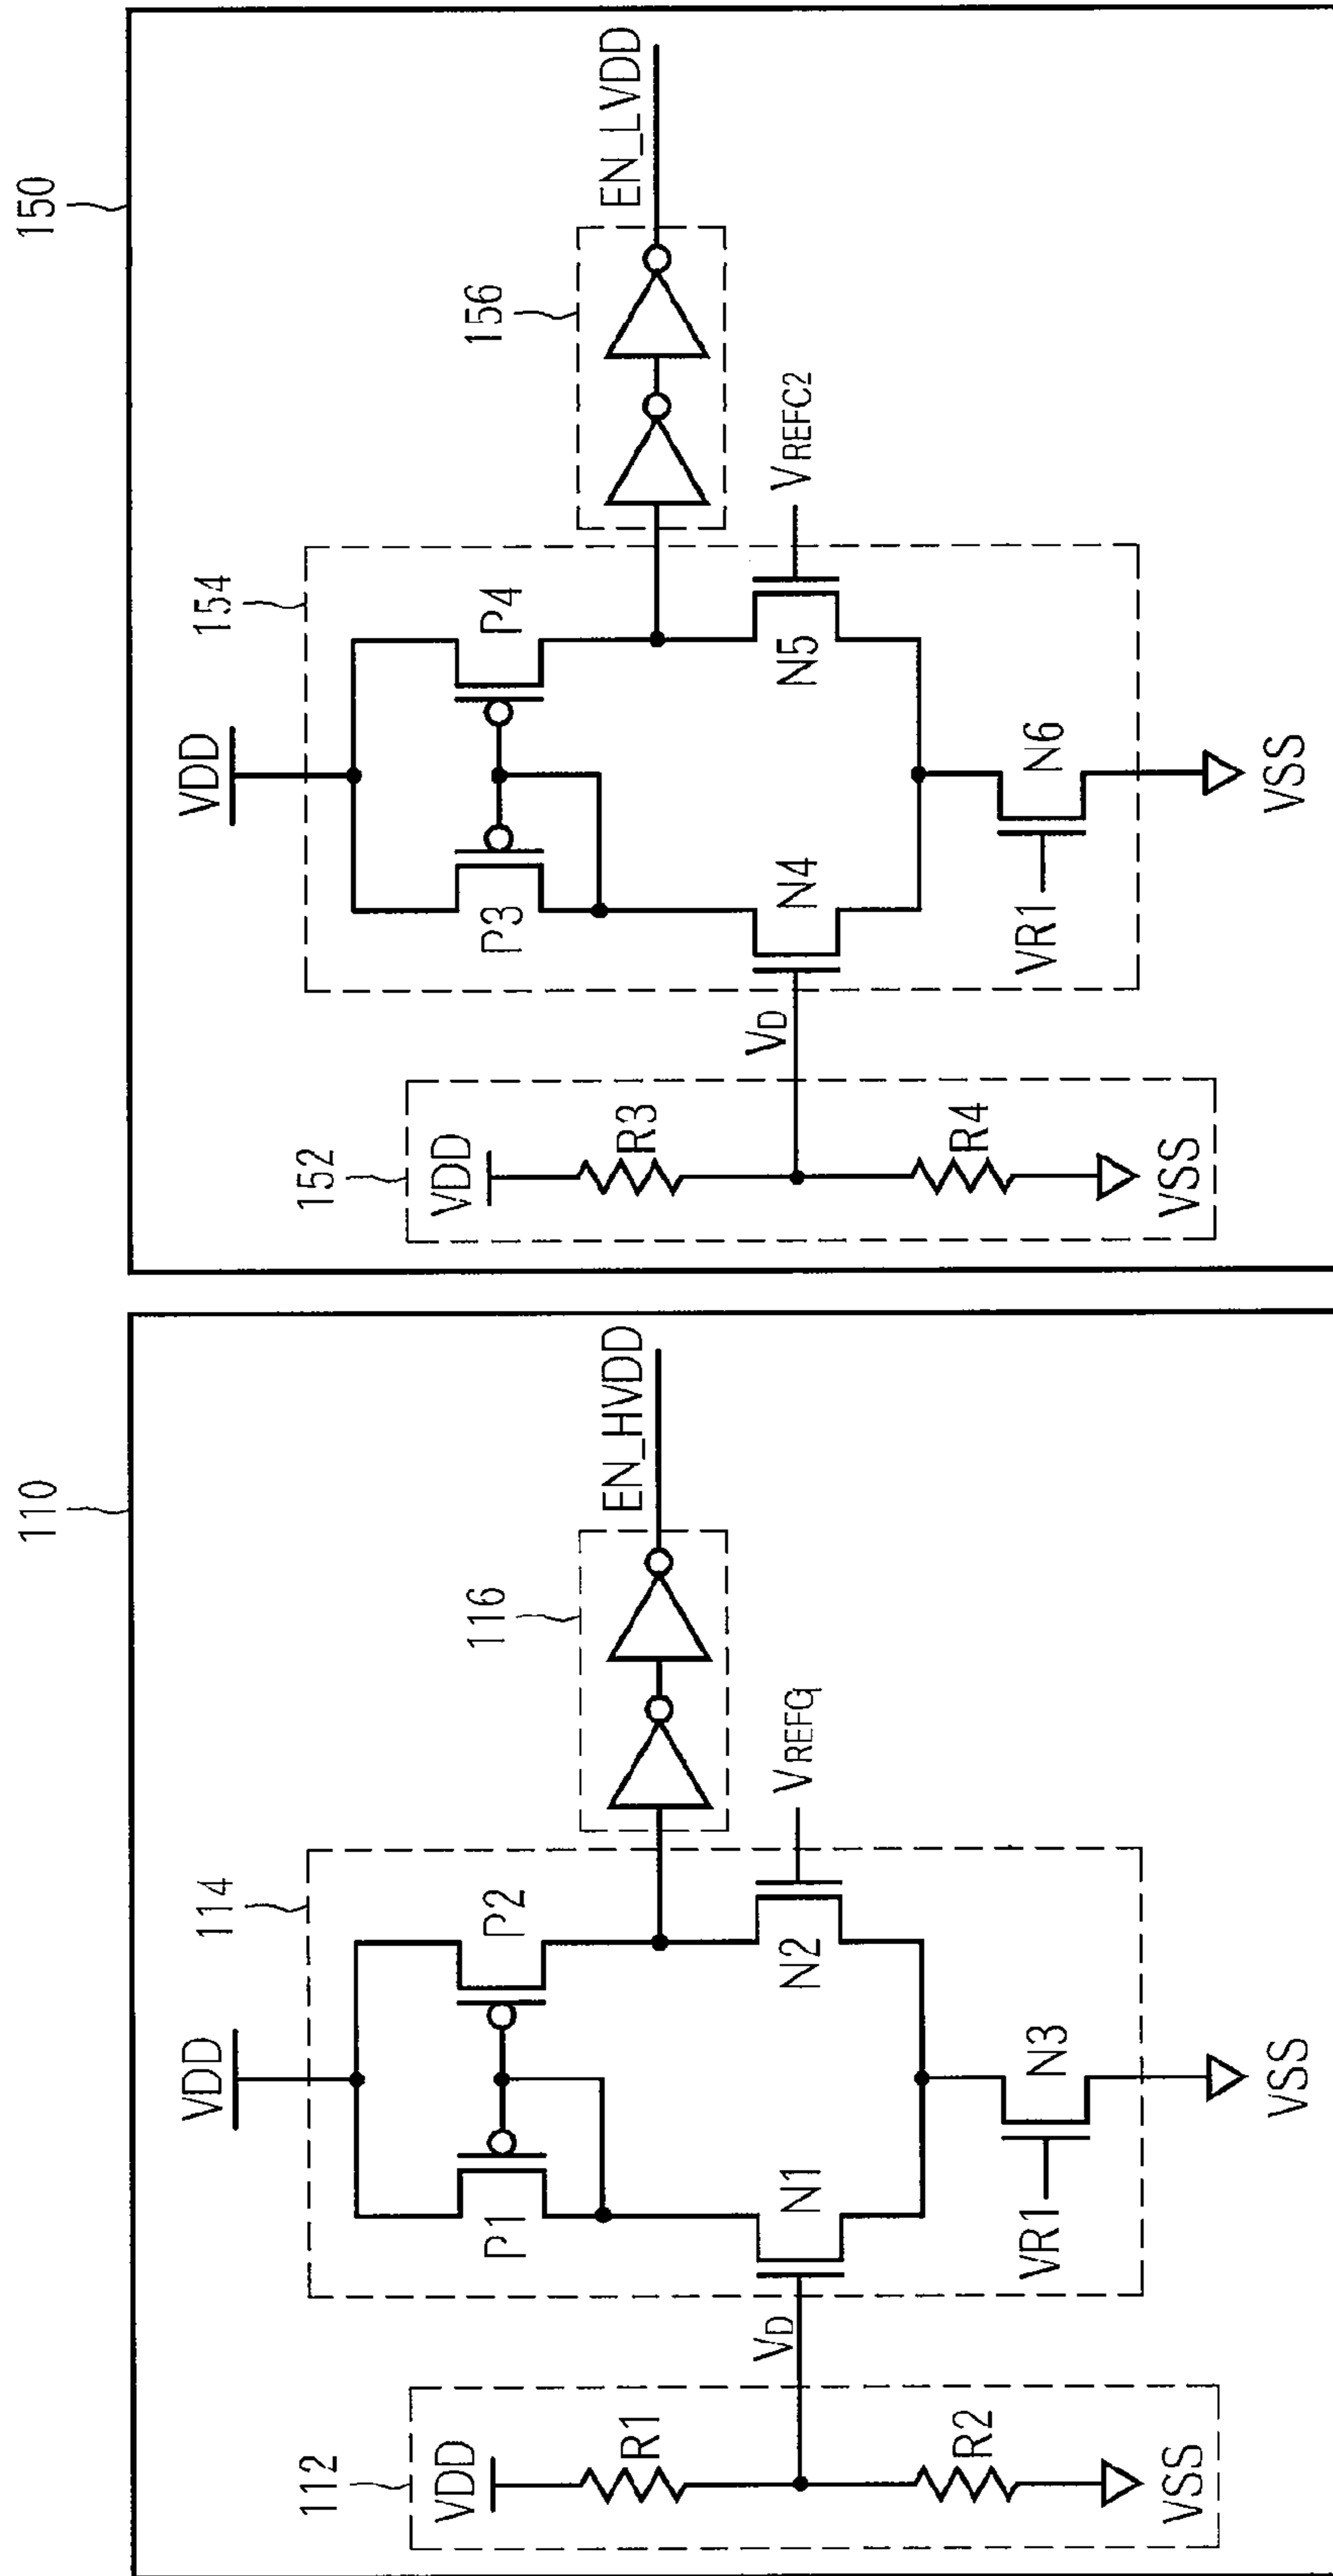 110
112
VDD
R1
R2
VSS
VD
114
VDD
P1
P2
N1
N2
VR1
N3
VSS
116
EN_HVDD
150
152
VDD
R3
R4
VSS
VD
154
VDD
P3
P4
N4
N5
VREFC2
VR1
N6
VSS
156
EN_LVDD